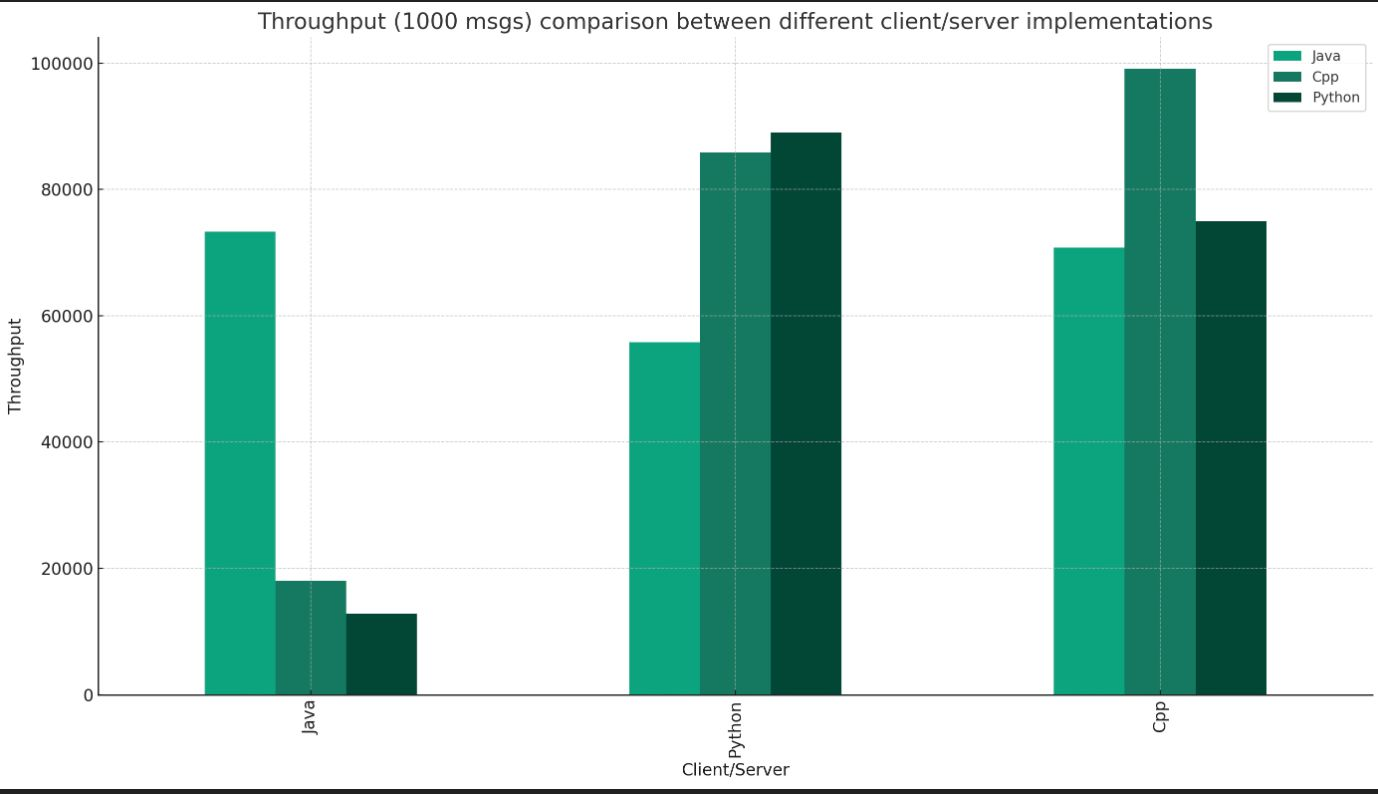 Throughput (1000 msgs) comparison between different client/server implementations
Java
Cpp
Python
100000
80000
60000
40000
20000
0
Throughput
Java
Python
Cpp
Client/Server